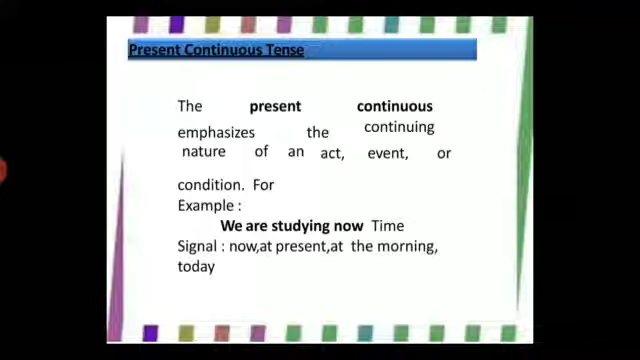 Present Continuous Tense
The present continuous
emphasizes the continuing
nature of an act, event, or
condition. For
Example :
We are studying now Time
Signal : now,at present,at the morning,
today